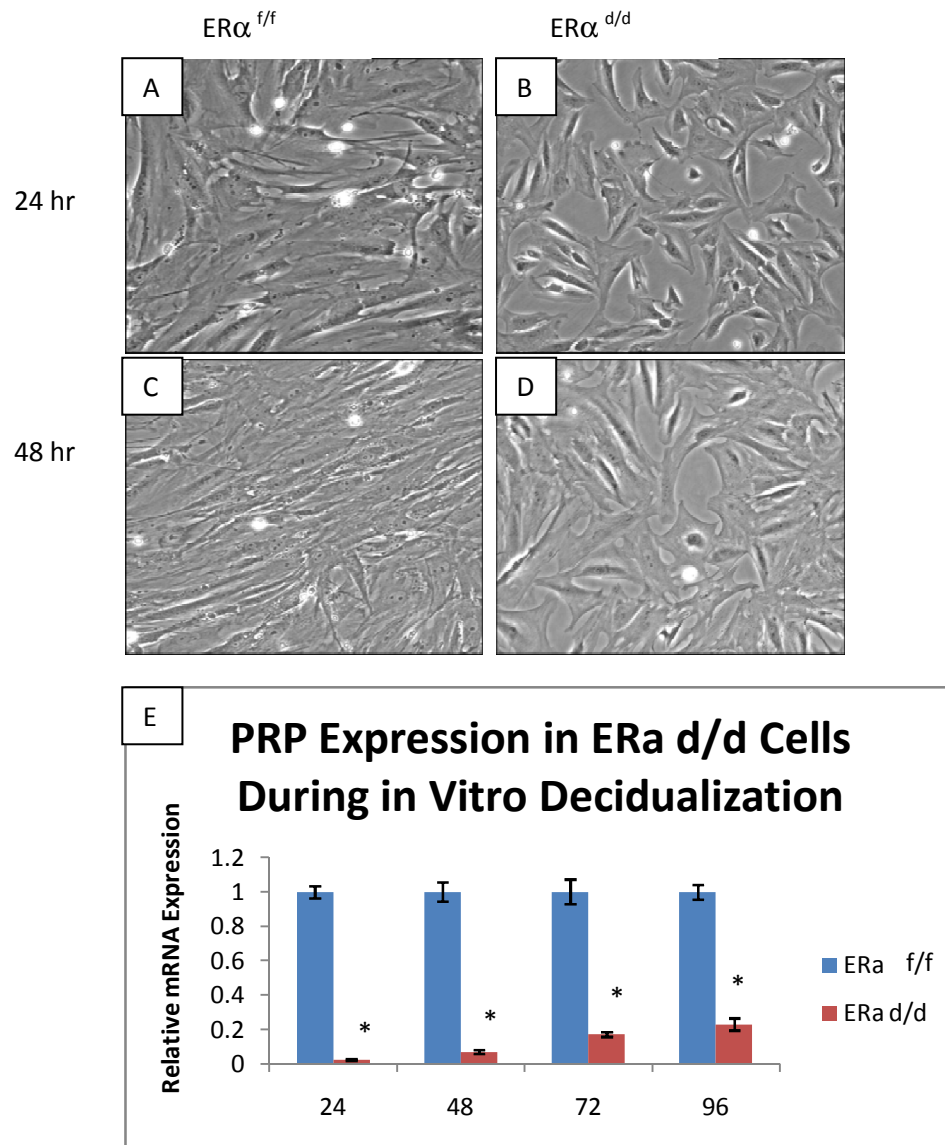 ERα f/f
ERα d/d
A
B
24 hr
C
D
48 hr
E
PRP Expression in ERa d/d Cells
During in Vitro Decidualization
Relative mRNA Expression
1.2
1
0.8
0.6
0.4
0.2
0
*
*
*
*
24
48
72
96
ERa f/f
ERa d/d